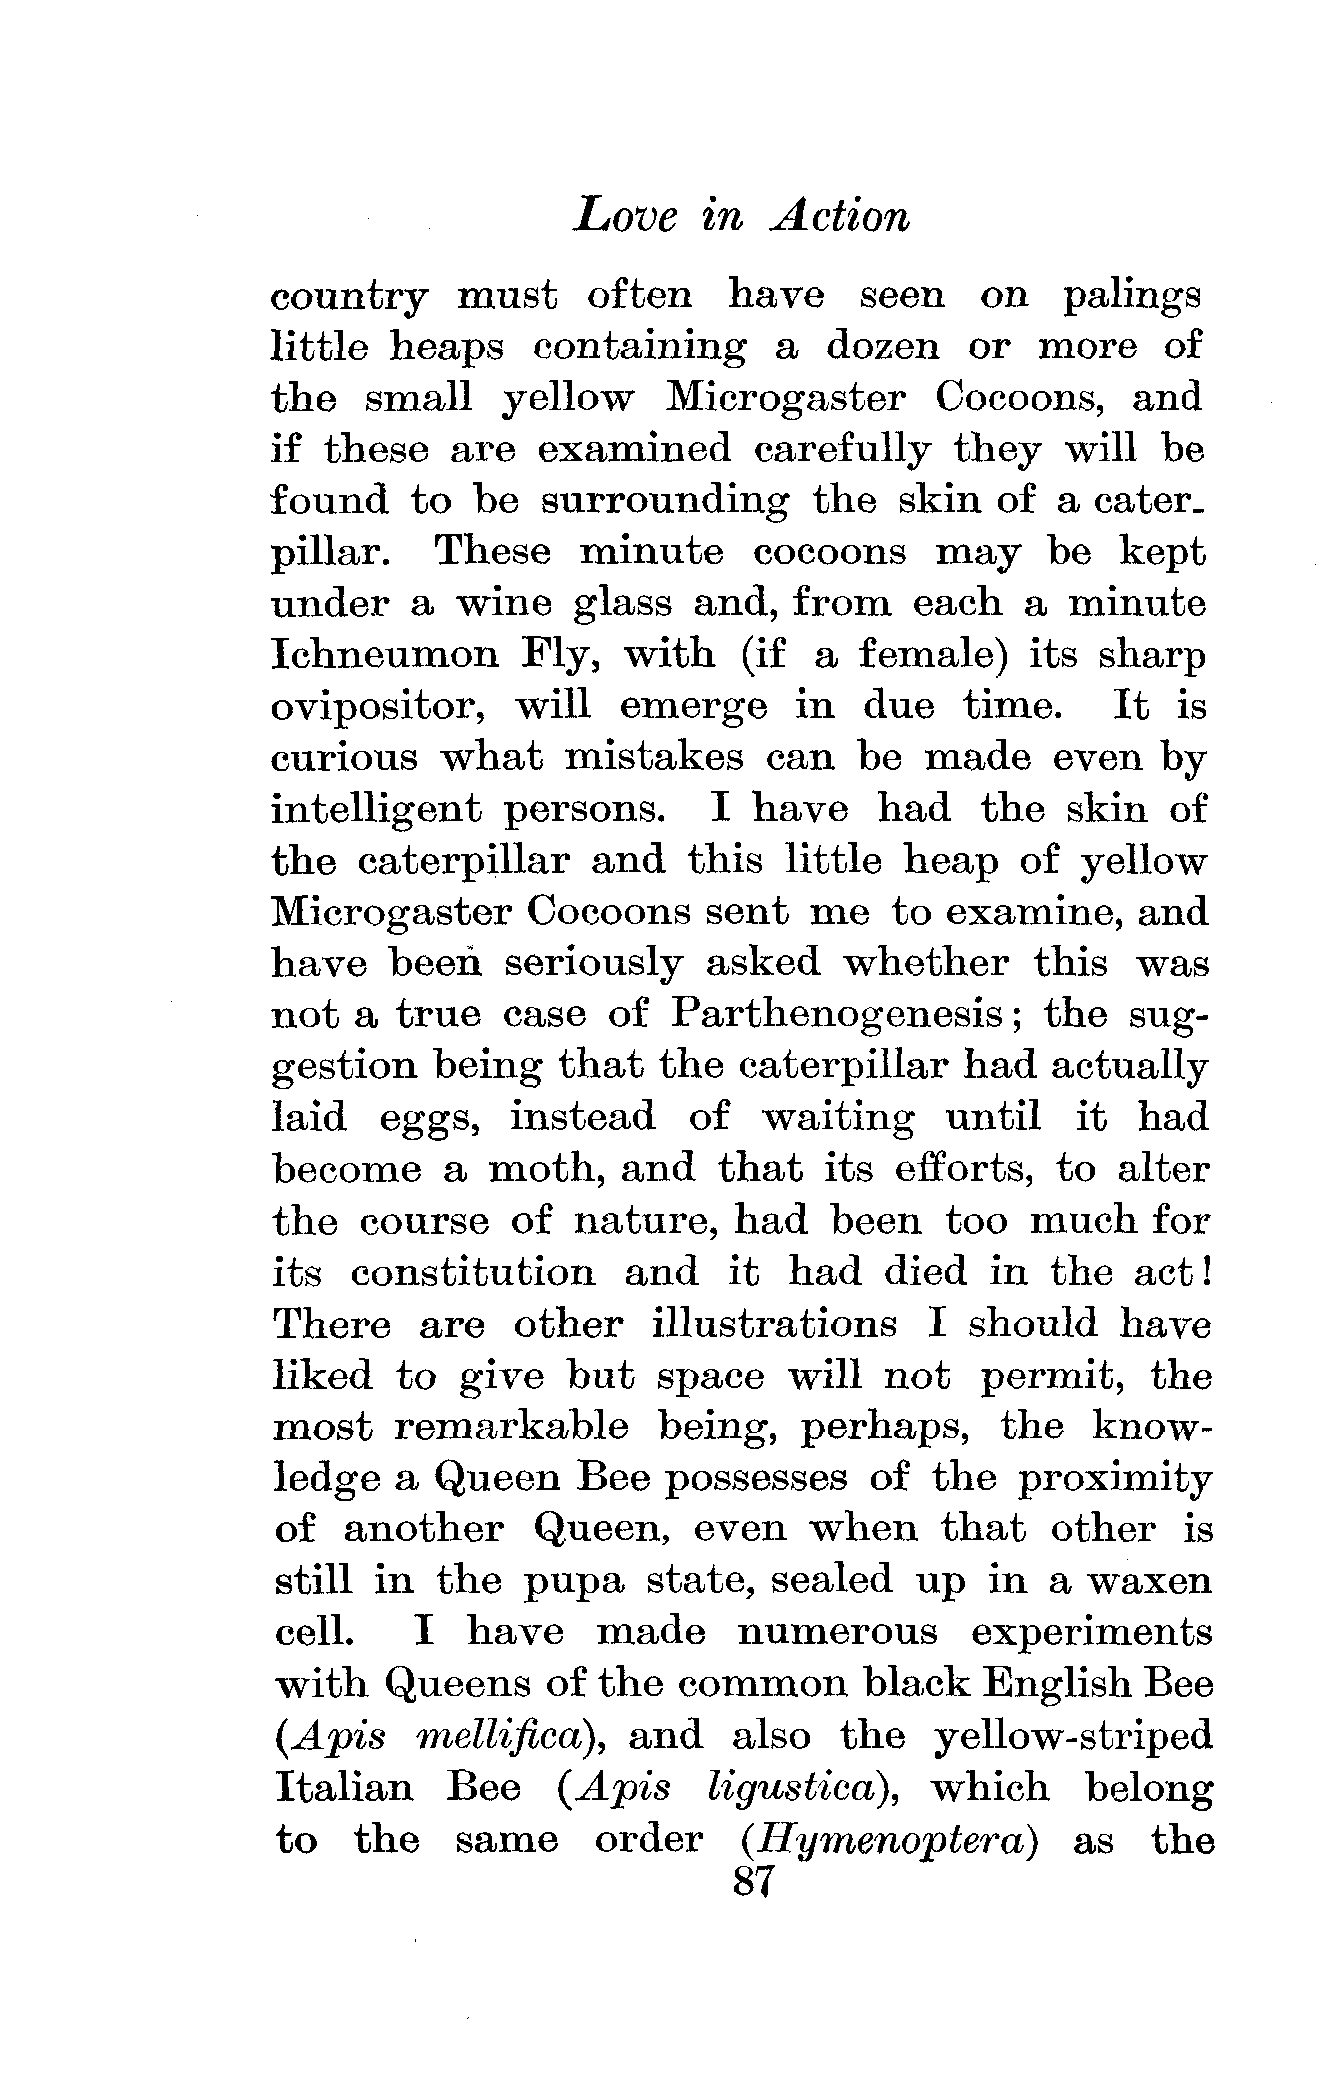 Love in Action
country must often have seen on palings
little heaps containing a dozen or more of
the small yellow Microgaster Cocoons, and
if these are examined carefully they will be
found to be surrounding the skin of a cater-
pillar. These minute cocoons may be kept
under a wine glass and, from each a minute
Ichneumon Fly, with (if a female) its sharp
ovipositor, will emerge in due time. It is
curious what mistakes can be made even by
intelligent persons. I have had the skin of
the caterpillar and this little heap of yellow
Microgaster Cocoons sent me to examine, and
have been seriously asked whether this was
not a true case of Parthenogenesis; the sug-
gestion being that the caterpillar had actually
laid eggs, instead of waiting until it had
become a moth, and that its efforts, to alter
the course of nature, had been too much for
its constitution and it had died in the act!
There are other illustrations I should have
liked to give but space will not permit, the
most remarkable being, perhaps, the know-
ledge a Queen Bee possesses of the proximity
of another Queen, even when that other is
still in the pupa state, sealed up in a waxen
cell. I have made numerous experiments
with Queens of the common black English Bee
(Apis mellifica), and also the yellow-striped
Italian Bee (Apis ligustica), which belong
to the same order (Hymenoptera) as the
87